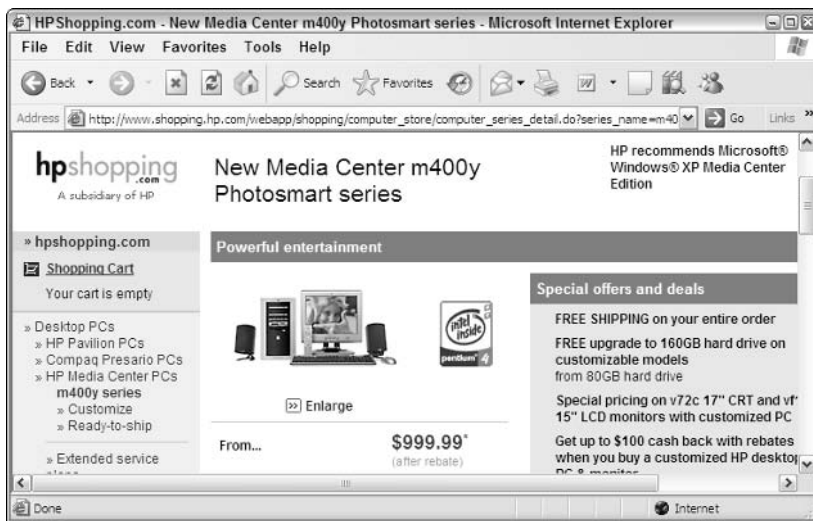 HPShopping.com - New Media Center m400y Photosmart series - Microsoft Internet Explorer
File Edit View Favorites Tools Help
Back Search Favorites
Address http://www.shopping.hp.com/webapp/shopping/computer_store/computer_series_detail.do?series_name=m40 Go Links »
hpshopping.com
A subsidiary of HP
New Media Center m400y
Photosmart series
HP recommends Microsoft®
Windows® XP Media Center
Edition
» hpshopping.com
Shopping Cart
Your cart is empty
» Desktop PCs
» HP Pavilion PCs
» Compaq Presario PCs
» HP Media Center PCs
m400y series
» Customize
» Ready-to-ship
» Extended service
Powerful entertainment
intel inside
pentium 4
» Enlarge
From... $999.99*
(after rebate)
Special offers and deals
FREE SHIPPING on your entire order
FREE upgrade to 160GB hard drive on
customizable models
from 80GB hard drive
Special pricing on v72c 17" CRT and
15" LCD monitors with customized PC
Get up to $100 cash back with rebates
when you buy a customized HP desktop
PC & monitor
Done Internet